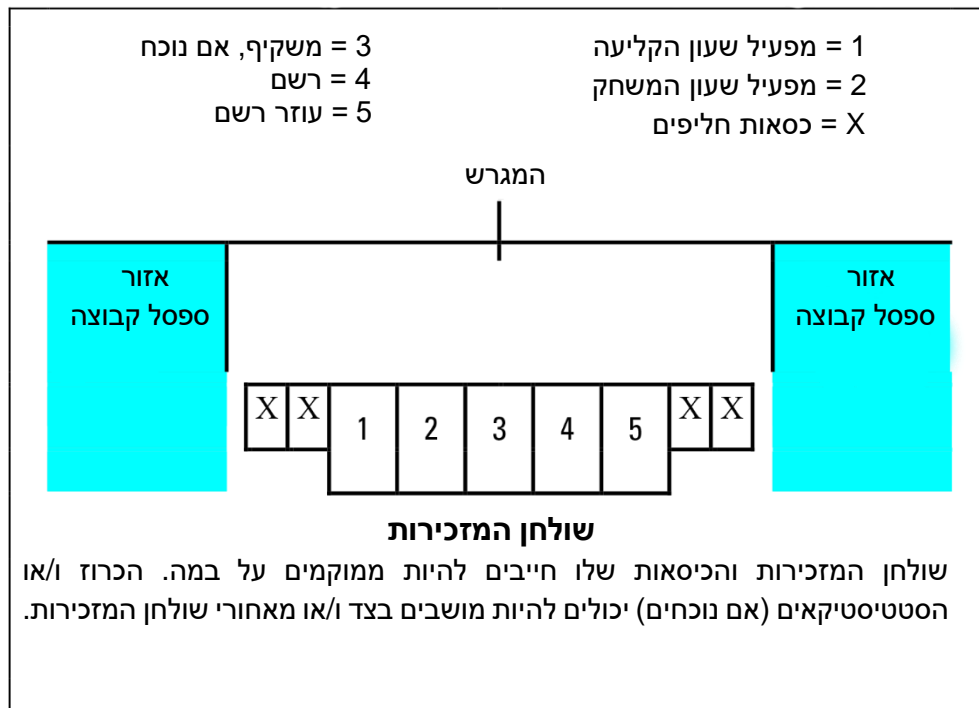 1 = מפעיל שעון הקליעה
2 = מפעיל שעון המשחק
X = כסאות חליפים
3 = משקיף, אם נוכח
4 = רשם
5 = עוזר רשם
המגרש
אזור
ספסל קבוצה
אזור
ספסל קבוצה
X X 1 2 3 4 5 X X
שולחן המזכירות
שולחן המזכירות והכיסאות שלו חייבים להיות ממוקמים על במה. הכרוז ו/או
הסטטיסטיקאים (אם נוכחים) יכולים להיות מושבים בצד ו/או מאחורי שולחן המזכירות.